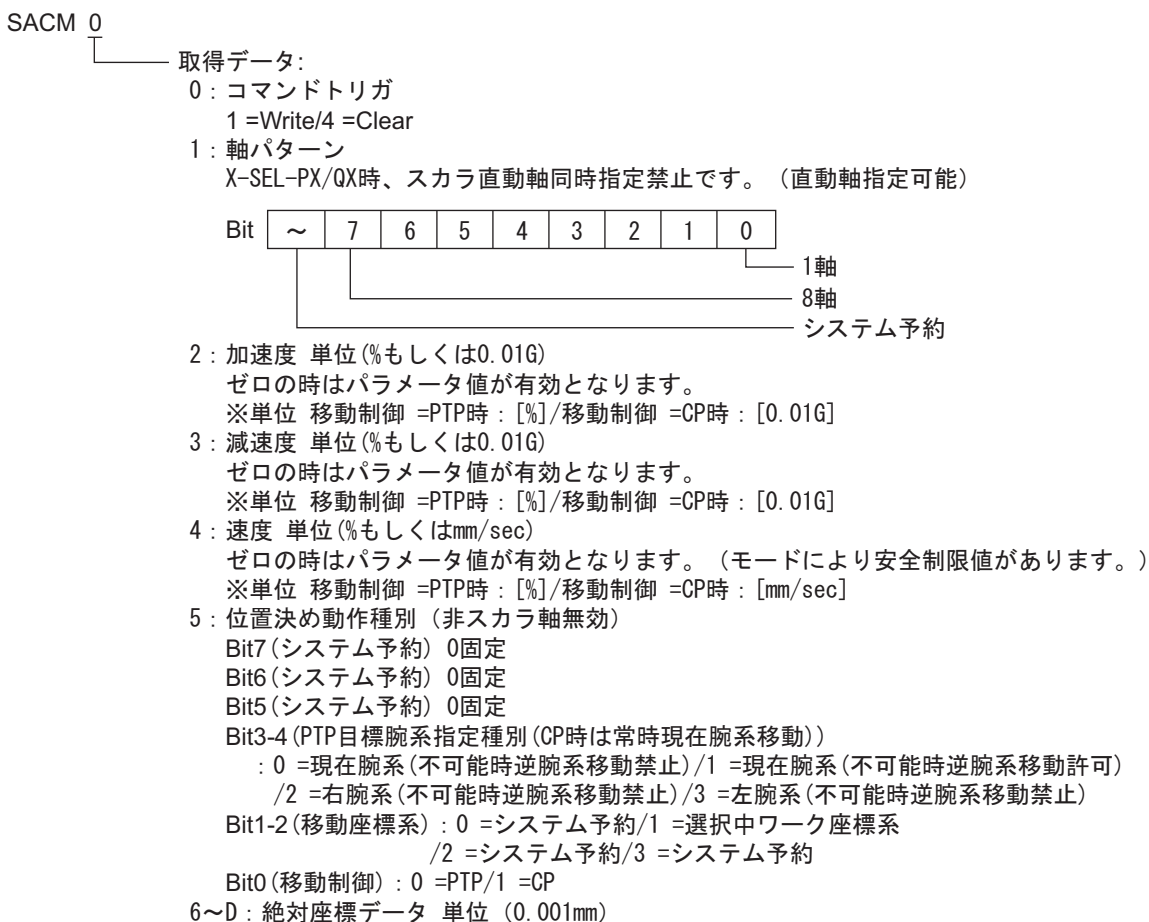 SACM 0
取得データ:
0：コマンドトリガ
1 =Write/4 =Clear
1：軸パターン
X-SEL-PX/QX時、スカラ直動軸同時指定禁止です。（直動軸指定可能）
Bit ～ 7 6 5 4 3 2 1 0
1軸
8軸
システム予約
2：加速度 単位(%もしくは0.01G)
ゼロの時はパラメータ値が有効となります。
※単位 移動制御 =PTP時：[%]/移動制御 =CP時：[0.01G]
3：減速度 単位(%もしくは0.01G)
ゼロの時はパラメータ値が有効となります。
※単位 移動制御 =PTP時：[%]/移動制御 =CP時：[0.01G]
4：速度 単位(%もしくはmm/sec)
ゼロの時はパラメータ値が有効となります。（モードにより安全制限値があります。）
※単位 移動制御 =PTP時：[%]/移動制御 =CP時：[mm/sec]
5：位置決め動作種別（非スカラ軸無効）
Bit7(システム予約) 0固定
Bit6(システム予約) 0固定
Bit5(システム予約) 0固定
Bit3-4(PTP目標腕系指定種別(CP時は常時現在腕系移動))
：0 =現在腕系(不可能時逆腕系移動禁止)/1 =現在腕系(不可能時逆腕系移動許可)
/2 =右腕系(不可能時逆腕系移動禁止)/3 =左腕系(不可能時逆腕系移動禁止)
Bit1-2(移動座標系)：0 =システム予約/1 =選択中ワーク座標系
/2 =システム予約/3 =システム予約
Bit0(移動制御)：0 =PTP/1 =CP
6～D：絶対座標データ 単位 (0.001mm)